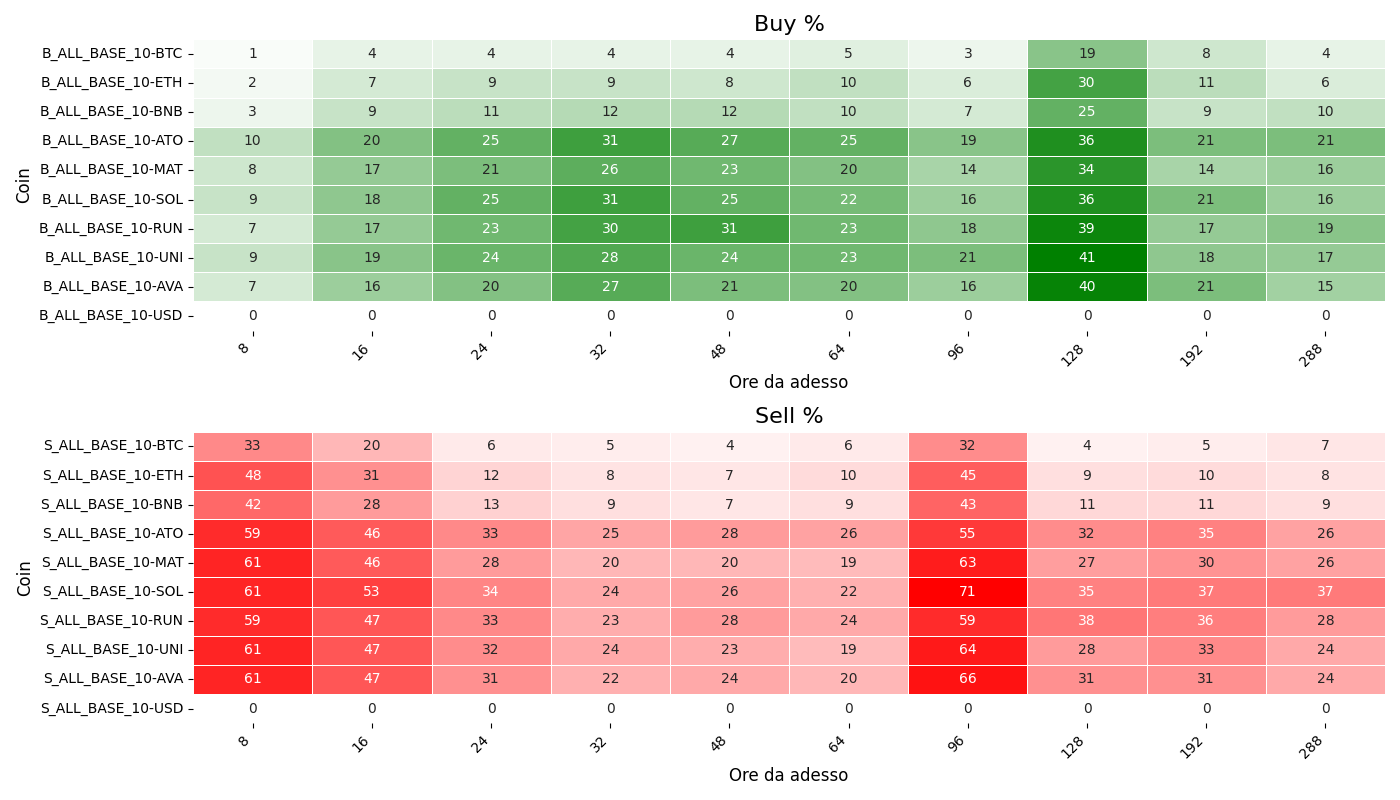 Buy %
Coin
B_ALL_BASE_10-BTC 1 4 4 4 4 5 3 19 8 4
B_ALL_BASE_10-ETH 2 7 9 9 8 10 6 30 11 6
B_ALL_BASE_10-BNB 3 9 11 12 12 10 7 25 9 10
B_ALL_BASE_10-ATO 10 20 25 31 27 25 19 36 21 21
B_ALL_BASE_10-MAT 8 17 21 26 23 20 14 34 14 16
B_ALL_BASE_10-SOL 9 18 25 31 25 22 16 36 21 16
B_ALL_BASE_10-RUN 7 17 23 30 31 23 18 39 17 19
B_ALL_BASE_10-UNI 9 19 24 28 24 23 21 41 18 17
B_ALL_BASE_10-AVA 7 16 20 27 21 20 16 40 21 15
B_ALL_BASE_10-USD 0 0 0 0 0 0 0 0 0 0
8 16 24 32 48 64 96 128 192 288
Ore da adesso
Sell %
Coin
S_ALL_BASE_10-BTC 33 20 6 5 4 6 32 4 5 7
S_ALL_BASE_10-ETH 48 31 12 8 7 10 45 9 10 8
S_ALL_BASE_10-BNB 42 28 13 9 7 9 43 11 11 9
S_ALL_BASE_10-ATO 59 46 33 25 28 26 55 32 35 26
S_ALL_BASE_10-MAT 61 46 28 20 20 19 63 27 30 26
S_ALL_BASE_10-SOL 61 53 34 24 26 22 71 35 37 37
S_ALL_BASE_10-RUN 59 47 33 23 28 24 59 38 36 28
S_ALL_BASE_10-UNI 61 47 32 24 23 19 64 28 33 24
S_ALL_BASE_10-AVA 61 47 31 22 24 20 66 31 31 24
S_ALL_BASE_10-USD 0 0 0 0 0 0 0 0 0 0
8 16 24 32 48 64 96 128 192 288
Ore da adesso